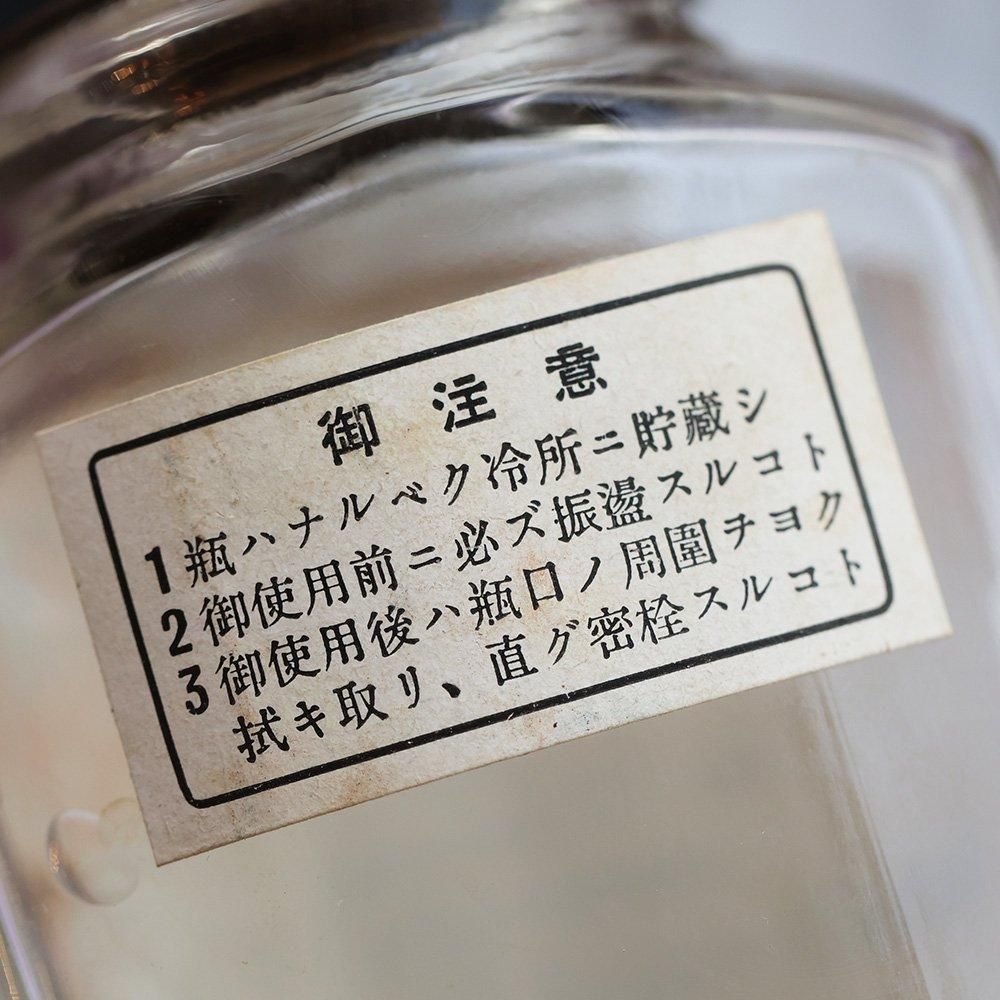 御注意
1 瓶ハナルベク冷所ニ貯蔵シ
2 御使用前ニ必ズ振盪スルコト
3 御使用後ハ瓶口ノ周圍チヨク
拭キ取リ、直グ密栓スルコト